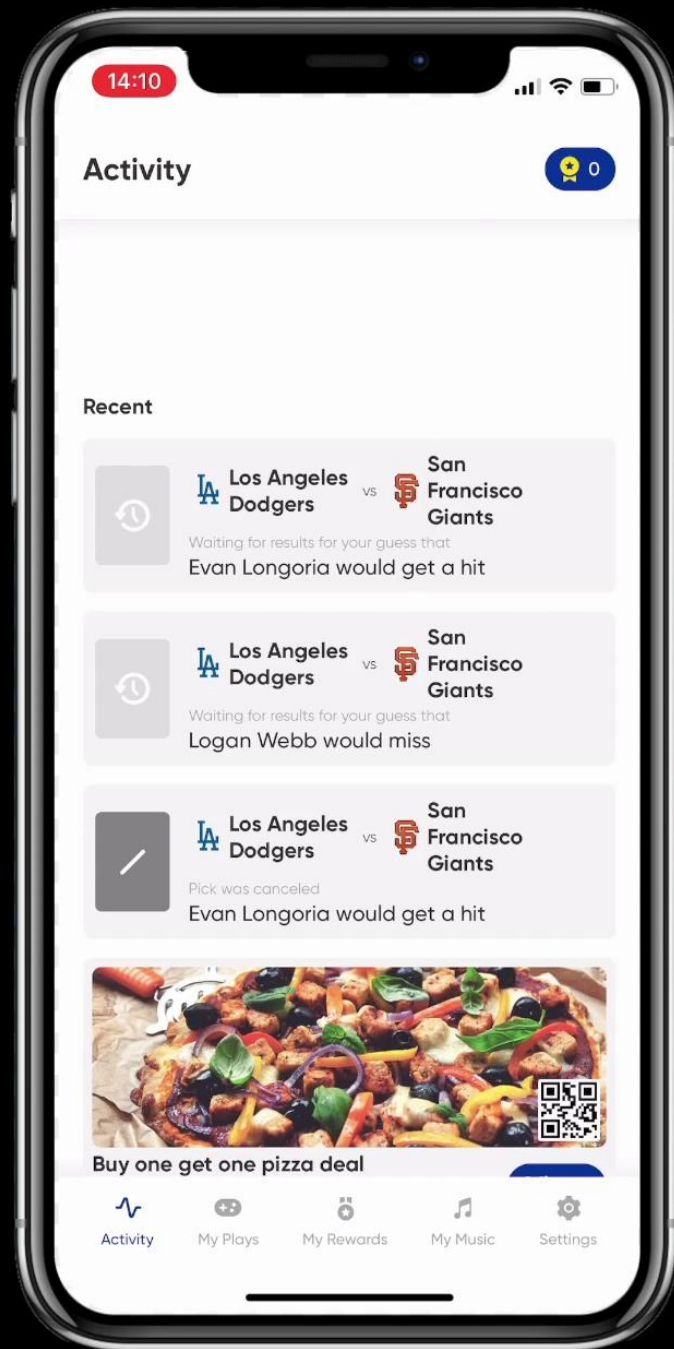 14:10
Activity
0
Recent
Los Angeles
Dodgers
vs
San
Francisco
Giants
Waiting for results for your guess that
Evan Longoria would get a hit
Los Angeles
Dodgers
vs
San
Francisco
Giants
Waiting for results for your guess that
Logan Webb would miss
Los Angeles
Dodgers
vs
San
Francisco
Giants
Pick was canceled
Evan Longoria would get a hit
Buy one get one pizza deal
Activity
My Plays
My Rewards
My Music
Settings